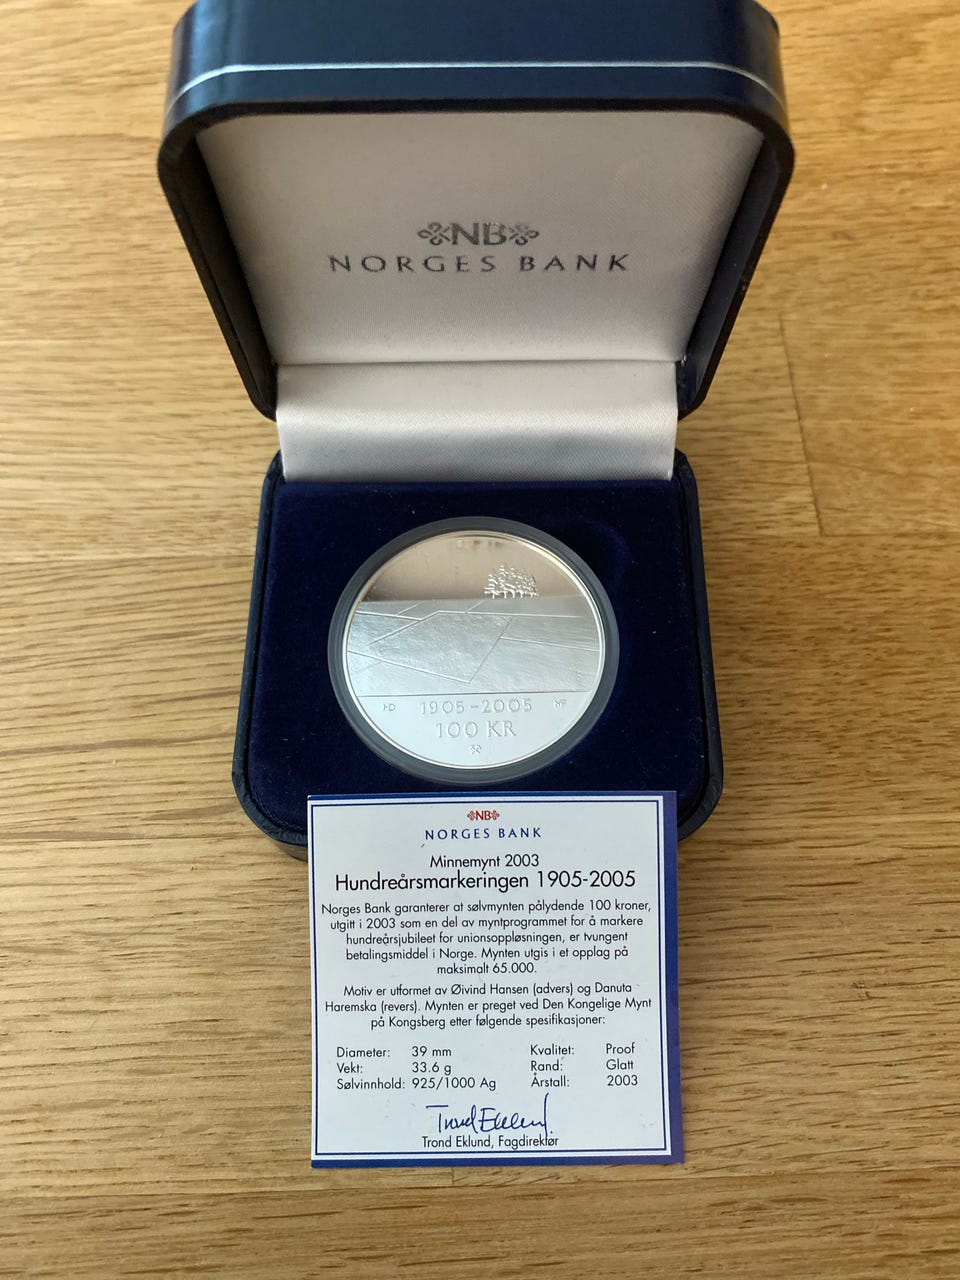 NB
NORGES BANK
HD 1905-2005 MF
100 KR
NB
NORGES BANK
Minnemynt 2003
Hundreårsmarkeringen 1905-2005
Norges Bank garanterer at sølvmynten pålydende 100 kroner,
utgitt i 2003 som en del av myntprogrammet for å markere
hundreårsjubileet for unionsoppløsningen, er tvungent
betalingsmiddel i Norge. Mynten utgis i et opplag på
maksimalt 65.000.
Motiv er utformet av Øivind Hansen (advers) og Danuta
Haremska (revers). Mynten er preget ved Den Kongelige Mynt
på Kongsberg etter følgende spesifikasjoner:
Diameter: 39 mm Kvalitet: Proof
Vekt: 33.6 g Rand: Glatt
Sølvinnhold: 925/1000 Ag Årstall: 2003
Trond Eklund
Trond Eklund, Fagdirektør